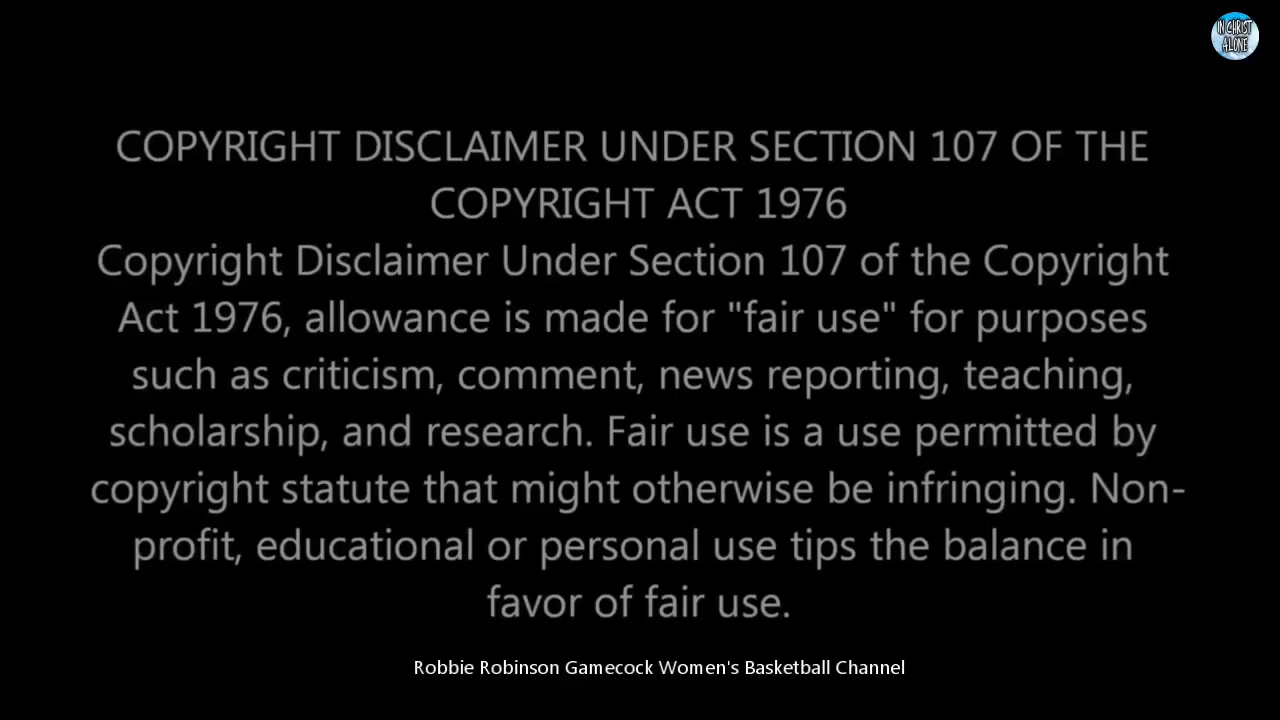 IN CHRIST
ALONE
COPYRIGHT DISCLAIMER UNDER SECTION 107 OF THE
COPYRIGHT ACT 1976
Copyright Disclaimer Under Section 107 of the Copyright
Act 1976, allowance is made for "fair use" for purposes
such as criticism, comment, news reporting, teaching,
scholarship, and research. Fair use is a use permitted by
copyright statute that might otherwise be infringing. Non-
profit, educational or personal use tips the balance in
favor of fair use.
Robbie Robinson Gamecock Women's Basketball Channel